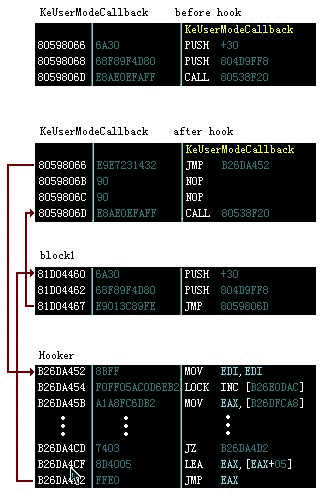 KeUserModeCallback before hook
KeUserModeCallback
80598066 6A30 PUSH +30
80598068 68F89F4D80 PUSH 804D9FF8
8059806D E8AE0EFAFF CALL 80538F20
KeUserModeCallback after hook
KeUserModeCallback
80598066 E9E7231432 JMP B26DA452
8059806B 90 NOP
8059806C 90 NOP
8059806D E8AE0EFAFF CALL 80538F20
block1
81D04460 6A30 PUSH +30
81D04462 68F89F4D80 PUSH 804D9FF8
81D04467 E9013C89FE JMP 8059806D
Hooker
B26DA452 8BFF MOV EDI,EDI
B26DA454 F0FF05AC0D6EB2 LOCK INC [B26E0DAC]
B26DA45B A1A8FC6DB2 MOV EAX,[B26DFCA8]
B26DA4CD 7403 JZ B26DA4D2
B26DA4CF 8D4005 LEA EAX,[EAX+05]
B26DA4D2 FFE0 JMP EAX